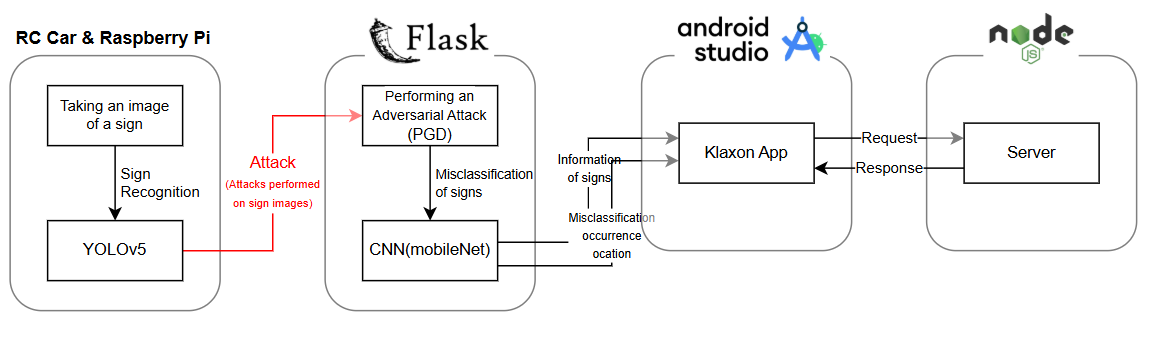 RC Car & Raspberry Pi
Taking an image
of a sign
Sign
Recognition
YOLOv5
Attack
(Attacks performed
on sign images)
Flask
Performing an
Adversarial Attack
(PGD)
Misclassification
of signs
CNN(mobileNet)
Information
of signs
Misclassification
occurrence
ocation
android
studio
Klaxon App
Request
Response
node
JS
Server